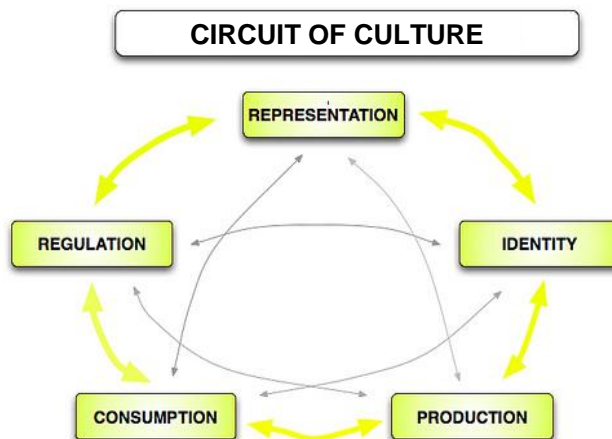 CIRCUIT OF CULTURE
REPRESENTATION
REGULATION
IDENTITY
CONSUMPTION
PRODUCTION